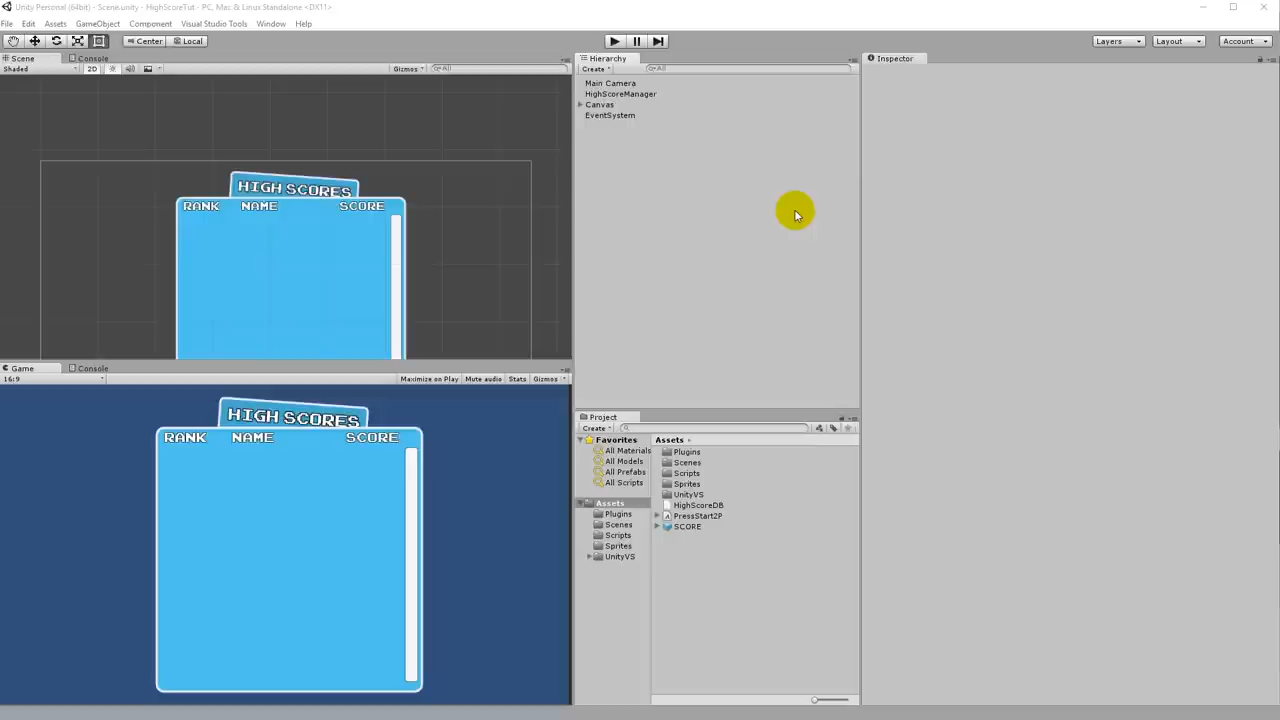 Unity Personal (64bit) - Scene.unity - HighScoreTut - PC, Mac & Linux Standalone <DX11>
File Edit Assets GameObject Component Visual Studio Tools Window Help
Center Local Layers Layout Account
Scene Console
Shaded 2D Gizmos All
HIGH SCORES
RANK NAME SCORE
Game Console
16:9 Maximize on Play Mute audio Stats Gizmos
HIGH SCORES
RANK NAME SCORE
Hierarchy
Create All
Main Camera
HighScoreManager
Canvas
EventSystem
Project
Create
Favorites
All Materials
All Models
All Prefabs
All Scripts
Assets
Plugins
Scenes
Scripts
Sprites
UnityVS
Assets
Plugins
Scenes
Scripts
Sprites
UnityVS
HighScoreDB
PressStart2P
SCORE
Inspector